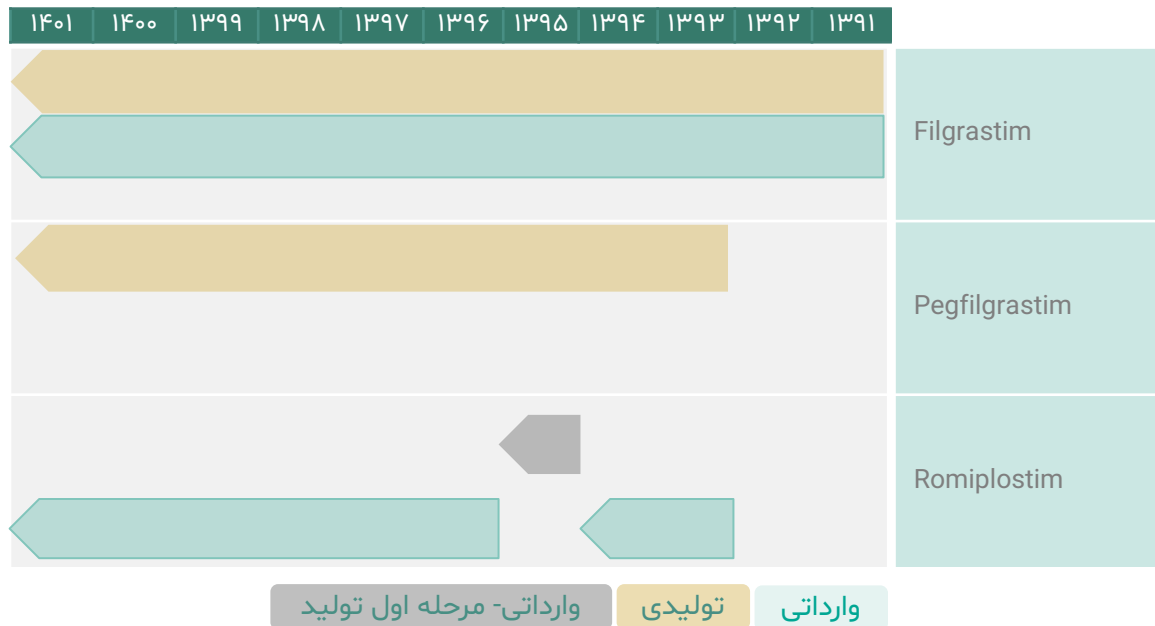 ۱۳۹۱ ۱۳۹۲ ۱۳۹۳ ۱۳۹۴ ۱۳۹۵ ۱۳۹۶ ۱۳۹۷ ۱۳۹۸ ۱۳۹۹ ۱۴۰۰ ۱۴۰۱
Filgrastim
Pegfilgrastim
Romiplostim
وارداتی تولیدی وارداتی- مرحله اول تولید